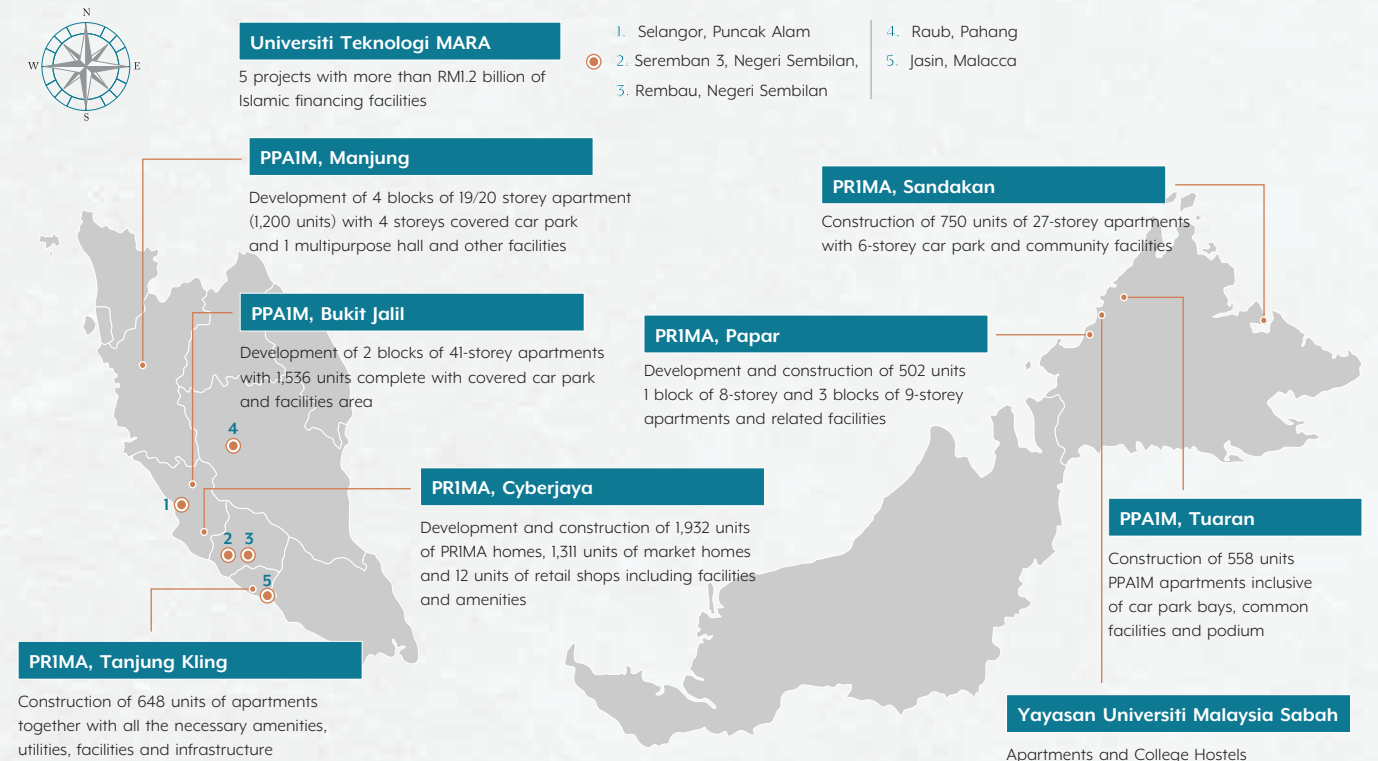 N
W
E
S
Universiti Teknologi MARA
5 projects with more than RM1.2 billion of
Islamic financing facilities
1. Selangor, Puncak Alam
2. Seremban 3, Negeri Sembilan,
3. Rembau, Negeri Sembilan
4. Raub, Pahang
5. Jasin, Malacca
PPA1M, Manjung
Development of 4 blocks of 19/20 storey apartment
(1,200 units) with 4 storeys covered car park
and 1 multipurpose hall and other facilities
PR1MA, Sandakan
Construction of 750 units of 27-storey apartments
with 6-storey car park and community facilities
PPA1M, Bukit Jalil
Development of 2 blocks of 41-storey apartments
with 1,536 units complete with covered car park
and facilities area
PR1MA, Papar
Development and construction of 502 units
1 block of 8-storey and 3 blocks of 9-storey
apartments and related facilities
4
1
2
3
5
PR1MA, Cyberjaya
Development and construction of 1,932 units
of PR1MA homes, 1,311 units of market homes
and 12 units of retail shops including facilities
and amenities
PPA1M, Tuaran
Construction of 558 units
PPA1M apartments inclusive
of car park bays, common
facilities and podium
PR1MA, Tanjung Kling
Construction of 648 units of apartments
together with all the necessary amenities,
utilities, facilities and infrastructure
Yayasan Universiti Malaysia Sabah
Apartments and College Hostels